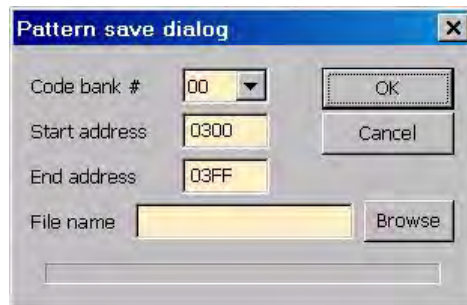 Pattern save dialog
Code bank # 00 OK
Start address 0300 Cancel
End address 03FF
File name Browse